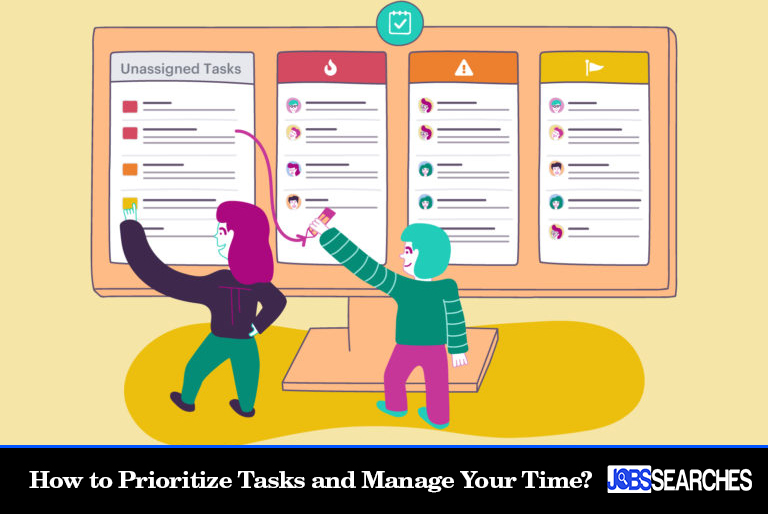 Unassigned Tasks
How to Prioritize Tasks and Manage Your Time? JOBSSEARCHES